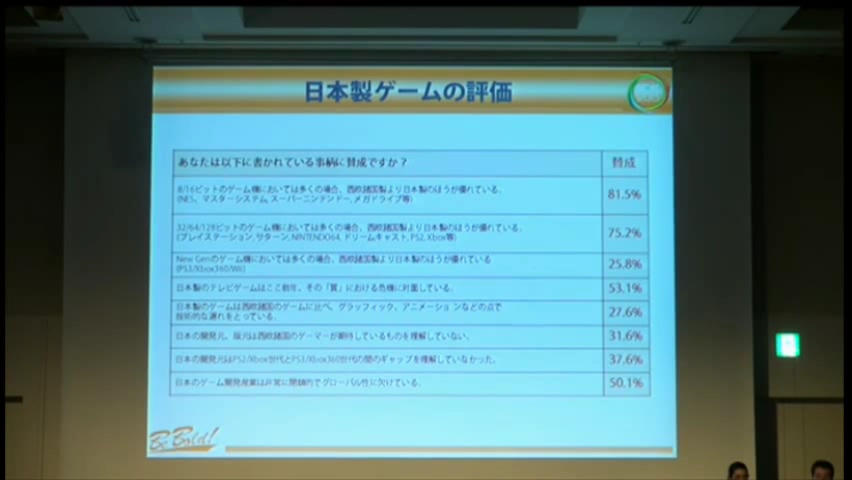 日本製ゲームの評価
あなたは以下に書かれている事柄に賛成ですか？ 賛成
8/16ビットのゲーム機においては多くの場合、西欧諸国製より日本製のほうが優れている。
(NES、マスターシステム, スーパーニンテンドー, メガドライブ等) 81.5%
32/64/128ビットのゲーム機においては多くの場合、西欧諸国製より日本製のほうが優れている。
(プレイステーション, サターン, NINTENDO64, ドリームキャスト, PS2, Xbox等) 75.2%
New Genのゲーム機においては多くの場合、西欧諸国製より日本製のほうが優れている
(PS3/Xbox360/Wii) 25.8%
日本製のテレビゲームはここ数年、その「質」における危機に対面している。 53.1%
日本製のゲームは西欧諸国のゲームに比べ、グラッフィック、アニメーションなどの点で
技術的な遅れをとっている。 27.6%
日本の開発元、版元は西欧諸国のゲーマーが期待しているものを理解していない。 31.6%
日本の開発元はPS2/Xbox世代とPS3/Xbox360世代の間のギャップを理解していなかった。 37.6%
日本のゲーム開発産業は非常に閉鎖的でグローバル性に欠けている。 50.1%
Be Bold!